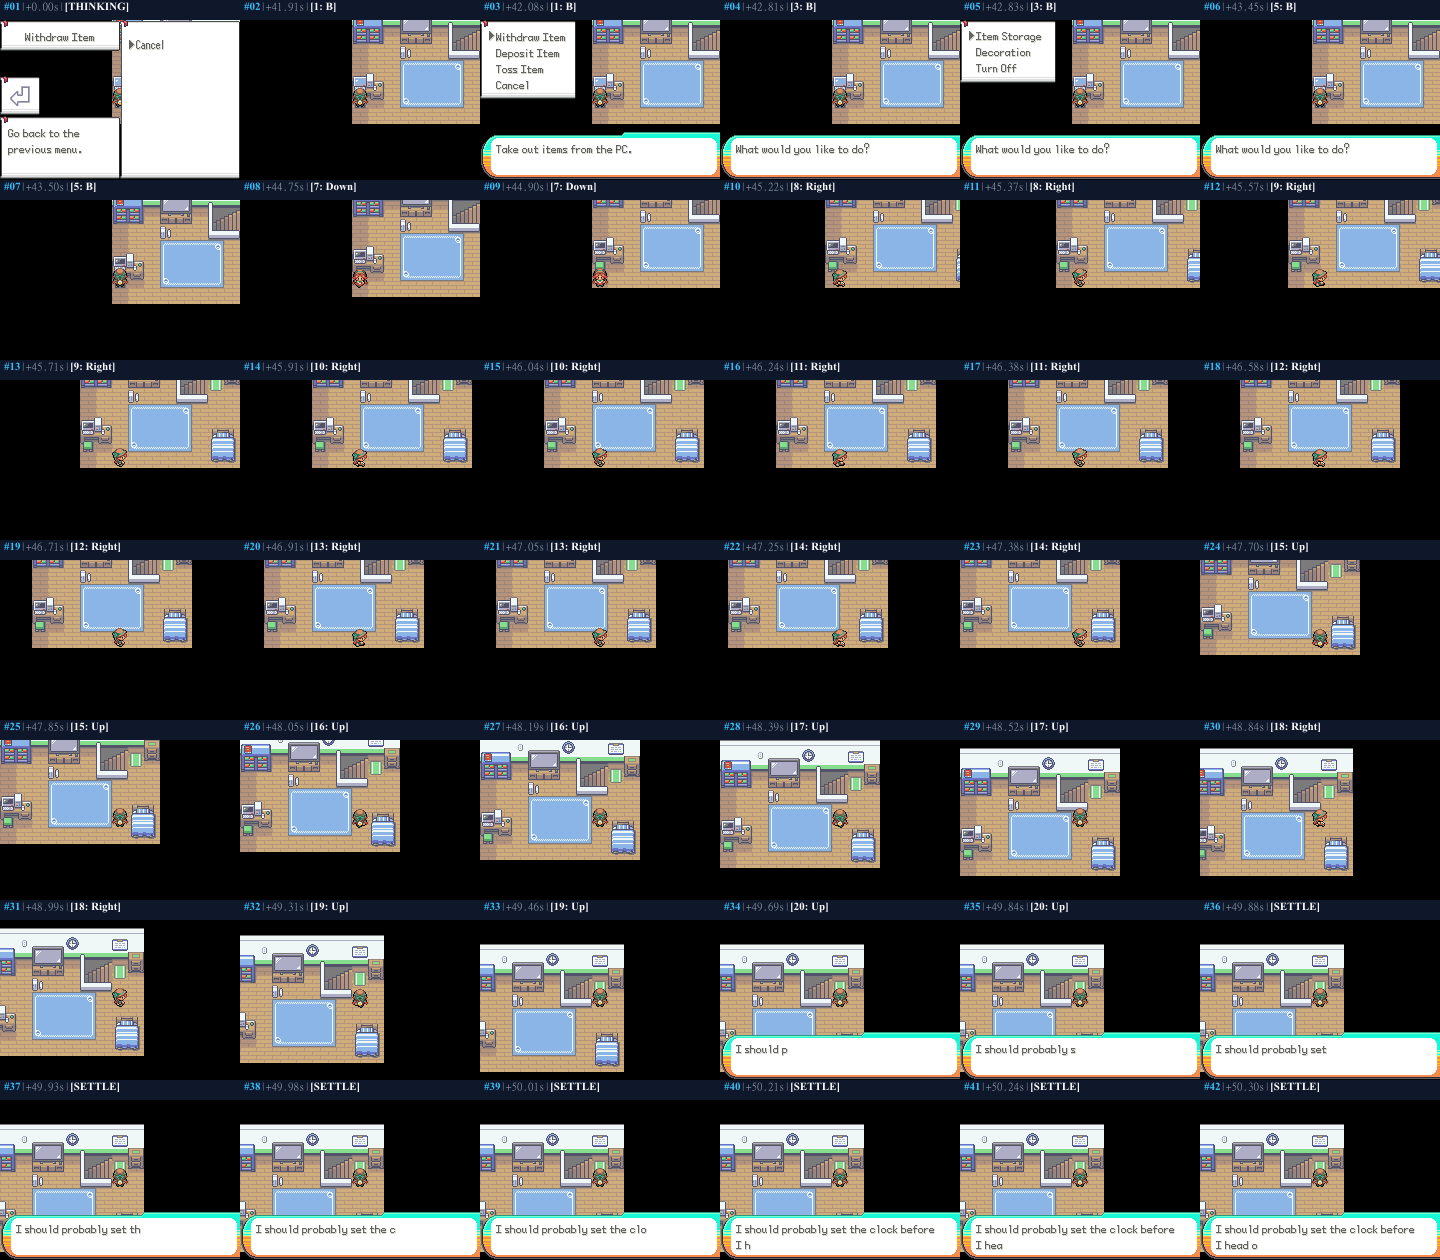 #01 | +0.00s | [THINKING]
Withdraw Item
Cancel
Go back to the
previous menu.
#02 | +41.91s | [1: B]
#03 | +42.08s | [1: B]
Withdraw Item
Deposit Item
Toss Item
Cancel
Take out items from the PC.
#04 | +42.81s | [3: B]
What would you like to do?
#05 | +42.83s | [3: B]
Item Storage
Decoration
Turn Off
What would you like to do?
#06 | +43.45s | [5: B]
What would you like to do?
#07 | +43.50s | [5: B]
#08 | +44.75s | [7: Down]
#09 | +44.90s | [7: Down]
#10 | +45.22s | [8: Right]
#11 | +45.37s | [8: Right]
#12 | +45.57s | [9: Right]
#13 | +45.71s | [9: Right]
#14 | +45.91s | [10: Right]
#15 | +46.04s | [10: Right]
#16 | +46.24s | [11: Right]
#17 | +46.38s | [11: Right]
#18 | +46.58s | [12: Right]
#19 | +46.71s | [12: Right]
#20 | +46.91s | [13: Right]
#21 | +47.05s | [13: Right]
#22 | +47.25s | [14: Right]
#23 | +47.38s | [14: Right]
#24 | +47.70s | [15: Up]
#25 | +47.85s | [15: Up]
#26 | +48.05s | [16: Up]
#27 | +48.19s | [16: Up]
#28 | +48.39s | [17: Up]
#29 | +48.52s | [17: Up]
#30 | +48.84s | [18: Right]
#31 | +48.99s | [18: Right]
#32 | +49.31s | [19: Up]
#33 | +49.46s | [19: Up]
#34 | +49.69s | [20: Up]
I should p
#35 | +49.84s | [20: Up]
I should probably s
#36 | +49.88s | [SETTLE]
I should probably set
#37 | +49.93s | [SETTLE]
I should probably set th
#38 | +49.98s | [SETTLE]
I should probably set the c
#39 | +50.01s | [SETTLE]
I should probably set the clo
#40 | +50.21s | [SETTLE]
I should probably set the clock before
I h
#41 | +50.24s | [SETTLE]
I should probably set the clock before
I hea
#42 | +50.30s | [SETTLE]
I should probably set the clock before
I head o